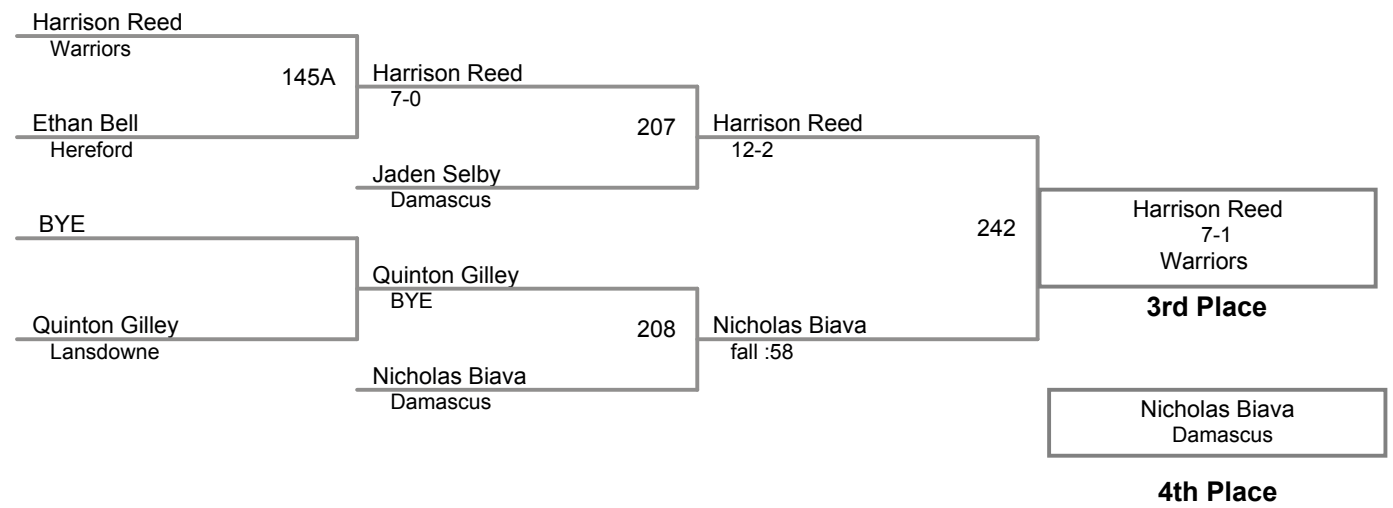 Harrison Reed
Warriors
145A
Harrison Reed
7-0
Ethan Bell
Hereford
207
Harrison Reed
12-2
Jaden Selby
Damascus
BYE
242
Harrison Reed
7-1
Warriors
3rd Place
Quinton Gilley
BYE
Quinton Gilley
Lansdowne
208
Nicholas Biava
fall :58
Nicholas Biava
Damascus
Nicholas Biava
Damascus
4th Place